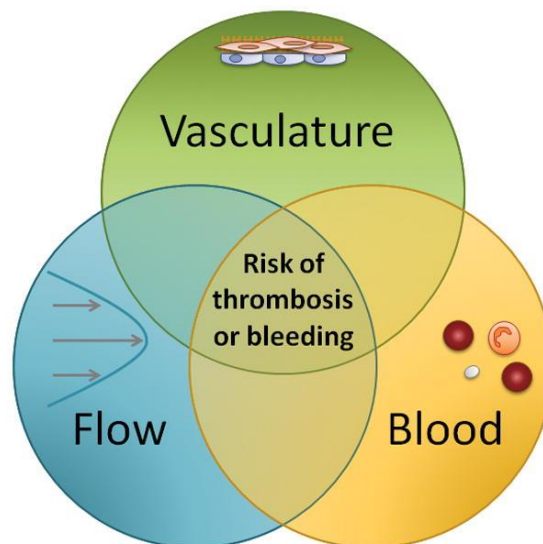 Vasculature
Risk of
thrombosis
or bleeding
Flow
Blood